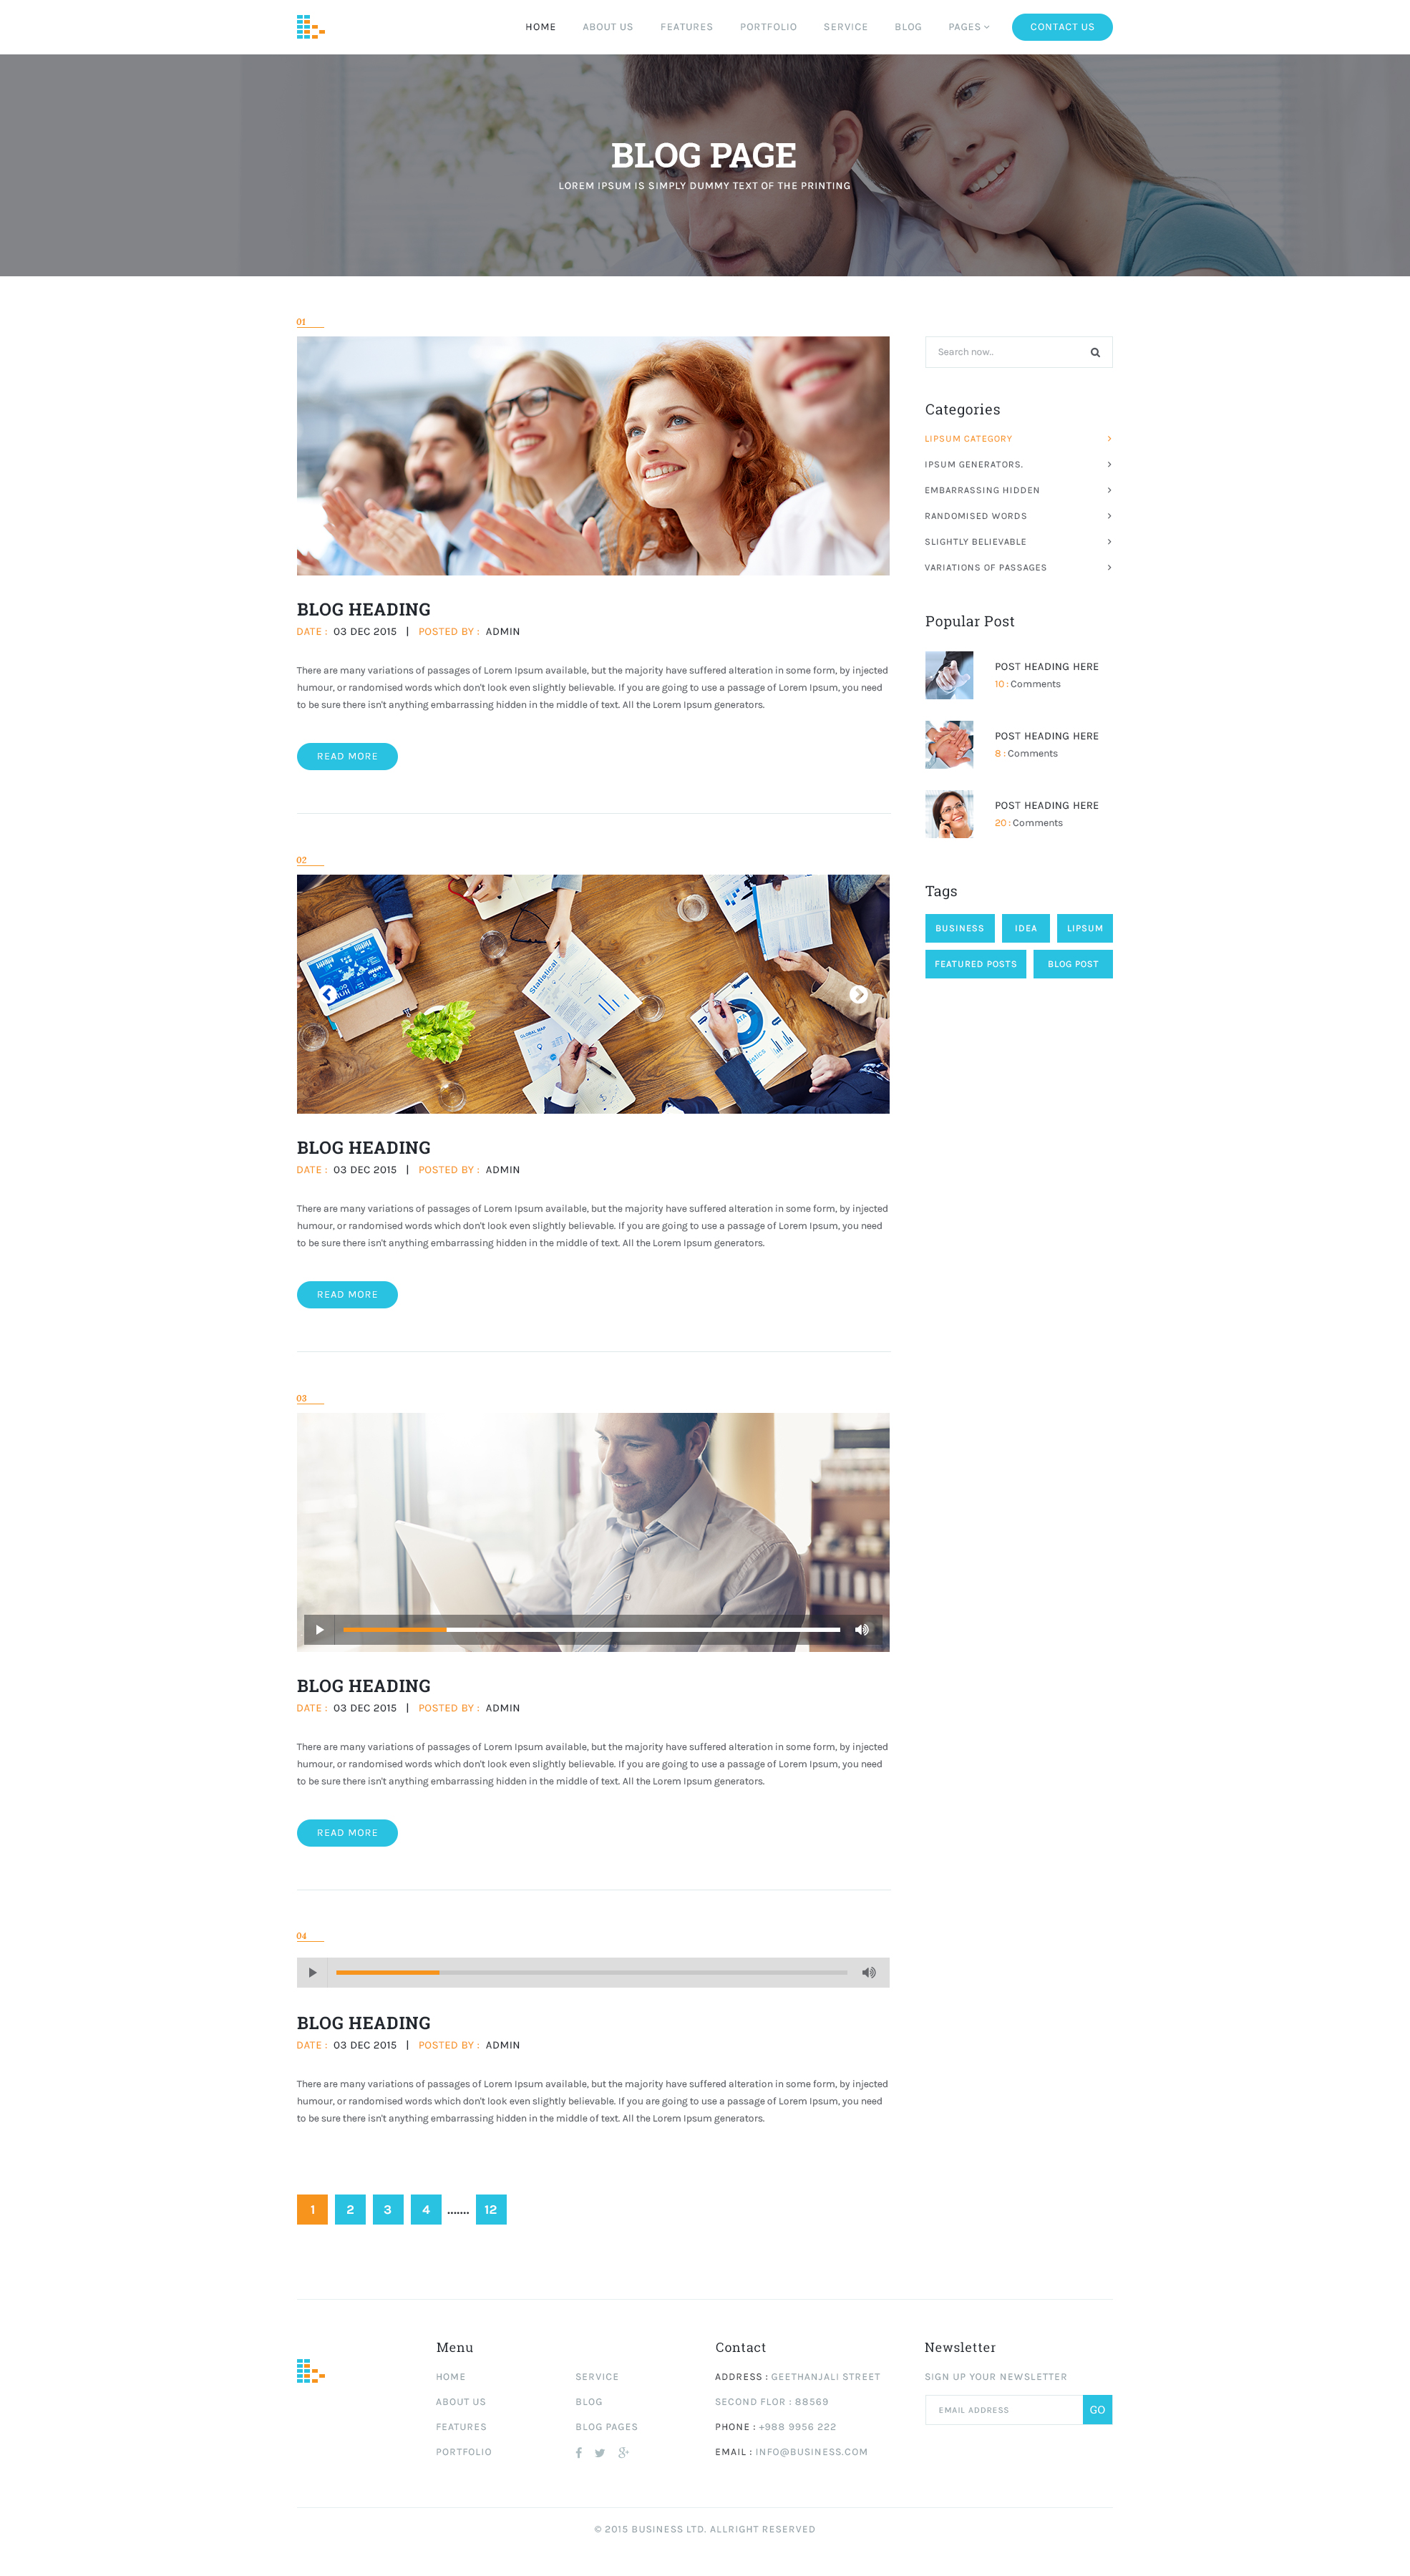 HOME ABOUT US FEATURES PORTFOLIO SERVICE BLOG PAGES CONTACT US
BLOG PAGE
LOREM IPSUM IS SIMPLY DUMMY TEXT OF THE PRINTING
01
BLOG HEADING
DATE : 03 DEC 2015 | POSTED BY : ADMIN
There are many variations of passages of Lorem Ipsum available, but the majority have suffered alteration in some form, by injected
humour, or randomised words which don't look even slightly believable. If you are going to use a passage of Lorem Ipsum, you need
to be sure there isn't anything embarrassing hidden in the middle of text. All the Lorem Ipsum generators.
READ MORE
02
Statistical
GLOBAL MAP
DATA
BLOG HEADING
DATE : 03 DEC 2015 | POSTED BY : ADMIN
There are many variations of passages of Lorem Ipsum available, but the majority have suffered alteration in some form, by injected
humour, or randomised words which don't look even slightly believable. If you are going to use a passage of Lorem Ipsum, you need
to be sure there isn't anything embarrassing hidden in the middle of text. All the Lorem Ipsum generators.
READ MORE
03
BLOG HEADING
DATE : 03 DEC 2015 | POSTED BY : ADMIN
There are many variations of passages of Lorem Ipsum available, but the majority have suffered alteration in some form, by injected
humour, or randomised words which don't look even slightly believable. If you are going to use a passage of Lorem Ipsum, you need
to be sure there isn't anything embarrassing hidden in the middle of text. All the Lorem Ipsum generators.
READ MORE
04
BLOG HEADING
DATE : 03 DEC 2015 | POSTED BY : ADMIN
There are many variations of passages of Lorem Ipsum available, but the majority have suffered alteration in some form, by injected
humour, or randomised words which don't look even slightly believable. If you are going to use a passage of Lorem Ipsum, you need
to be sure there isn't anything embarrassing hidden in the middle of text. All the Lorem Ipsum generators.
1 2 3 4 ....... 12
Search now..
Categories
LIPSUM CATEGORY
IPSUM GENERATORS.
EMBARRASSING HIDDEN
RANDOMISED WORDS
SLIGHTLY BELIEVABLE
VARIATIONS OF PASSAGES
Popular Post
POST HEADING HERE
10 : Comments
POST HEADING HERE
8 : Comments
POST HEADING HERE
20 : Comments
Tags
BUSINESS IDEA LIPSUM
FEATURED POSTS BLOG POST
Menu
HOME
ABOUT US
FEATURES
PORTFOLIO
SERVICE
BLOG
BLOG PAGES
Contact
ADDRESS : GEETHANJALI STREET
SECOND FLOR : 88569
PHONE : +988 9956 222
EMAIL : INFO@BUSINESS.COM
Newsletter
SIGN UP YOUR NEWSLETTER
EMAIL ADDRESS GO
© 2015 BUSINESS LTD. ALLRIGHT RESERVED